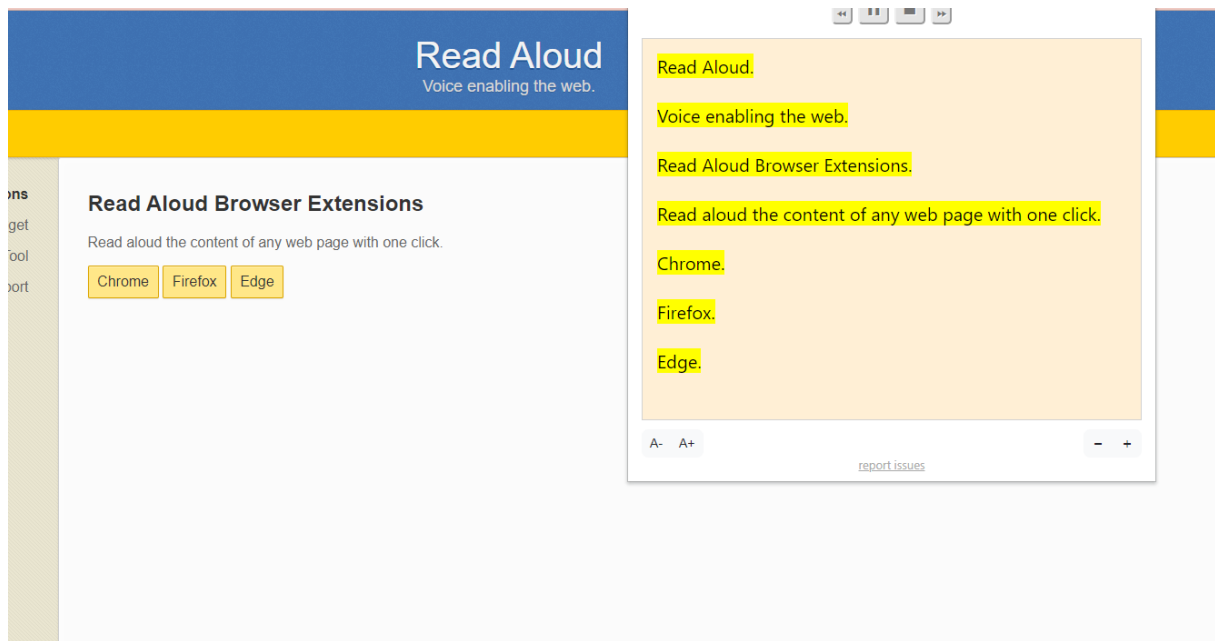 Read Aloud
Voice enabling the web.
ons
get
ool
port
Read Aloud Browser Extensions
Read aloud the content of any web page with one click.
Chrome Firefox Edge
Read Aloud.
Voice enabling the web.
Read Aloud Browser Extensions.
Read aloud the content of any web page with one click.
Chrome.
Firefox.
Edge.
A- A+ − +
report issues